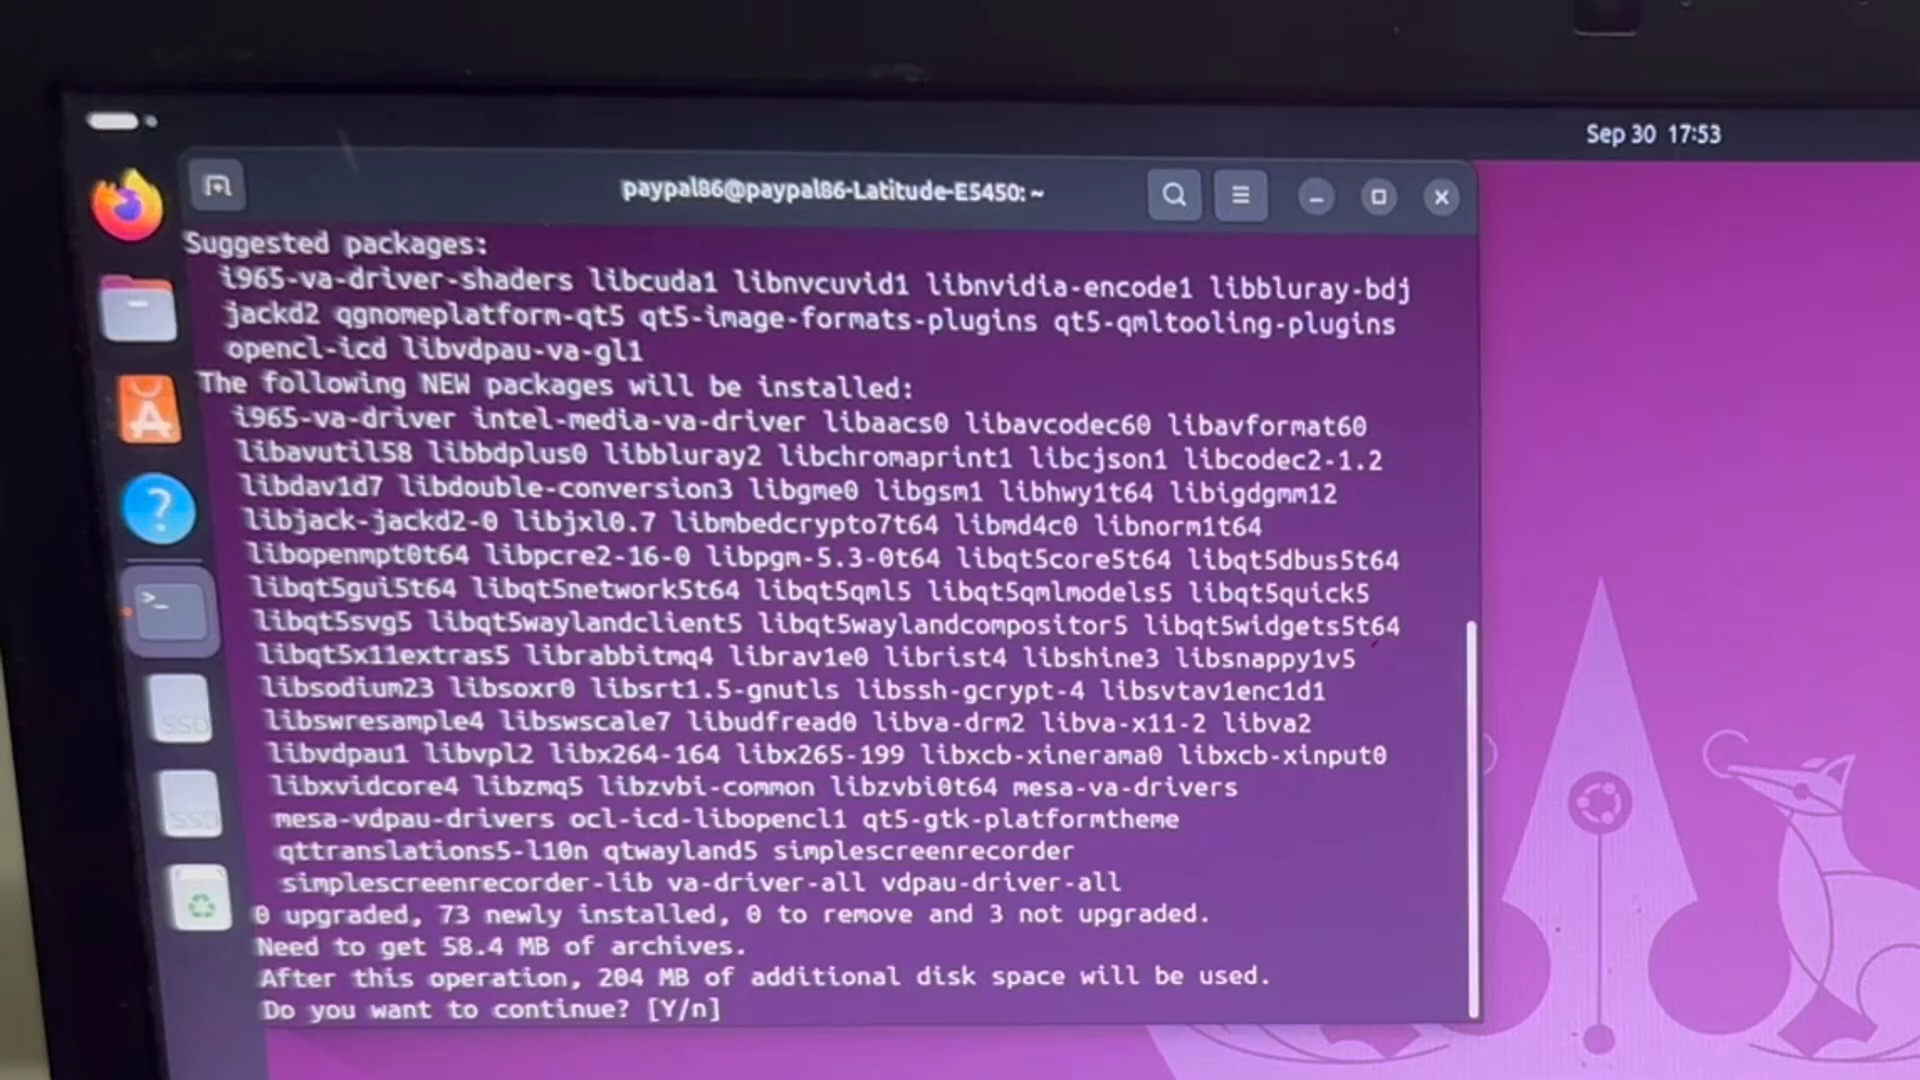 Sep 30 17:53
paypal86@paypal86-Latitude-E5450: ~
Suggested packages:
i965-va-driver-shaders libcuda1 libnvcuvid1 libnvidia-encode1 libbluray-bdj
jackd2 qgnomeplatform-qt5 qt5-image-formats-plugins qt5-qmltooling-plugins
opencl-icd libvdpau-va-gl1
The following NEW packages will be installed:
i965-va-driver intel-media-va-driver libaacs0 libavcodec60 libavformat60
libavutil58 libbdplus0 libbluray2 libchromaprint1 libcjson1 libcodec2-1.2
libdav1d7 libdouble-conversion3 libgme0 libgsm1 libhwy1t64 libigdgmm12
libjack-jackd2-0 libjxl0.7 libmbedcrypto7t64 libmd4c0 libnorm1t64
libopenmpt0t64 libpcre2-16-0 libpgm-5.3-0t64 libqt5core5t64 libqt5dbus5t64
libqt5gui5t64 libqt5network5t64 libqt5qml5 libqt5qmlmodels5 libqt5quick5
libqt5svg5 libqt5waylandclient5 libqt5waylandcompositor5 libqt5widgets5t64
libqt5x11extras5 librabbitmq4 librav1e0 librist4 libshine3 libsnappy1v5
libsodium23 libsoxr0 libsrt1.5-gnutls libssh-gcrypt-4 libsvtav1enc1d1
libswresample4 libswscale7 libudfread0 libva-drm2 libva-x11-2 libva2
libvdpau1 libvpl2 libx264-164 libx265-199 libxcb-xinerama0 libxcb-xinput0
libxvidcore4 libzmq5 libzvbi-common libzvbi0t64 mesa-va-drivers
mesa-vdpau-drivers ocl-icd-libopencl1 qt5-gtk-platformtheme
qttranslations5-l10n qtwayland5 simplescreenrecorder
simplescreenrecorder-lib va-driver-all vdpau-driver-all
0 upgraded, 73 newly installed, 0 to remove and 3 not upgraded.
Need to get 58.4 MB of archives.
After this operation, 204 MB of additional disk space will be used.
Do you want to continue? [Y/n]
SSD
SSD